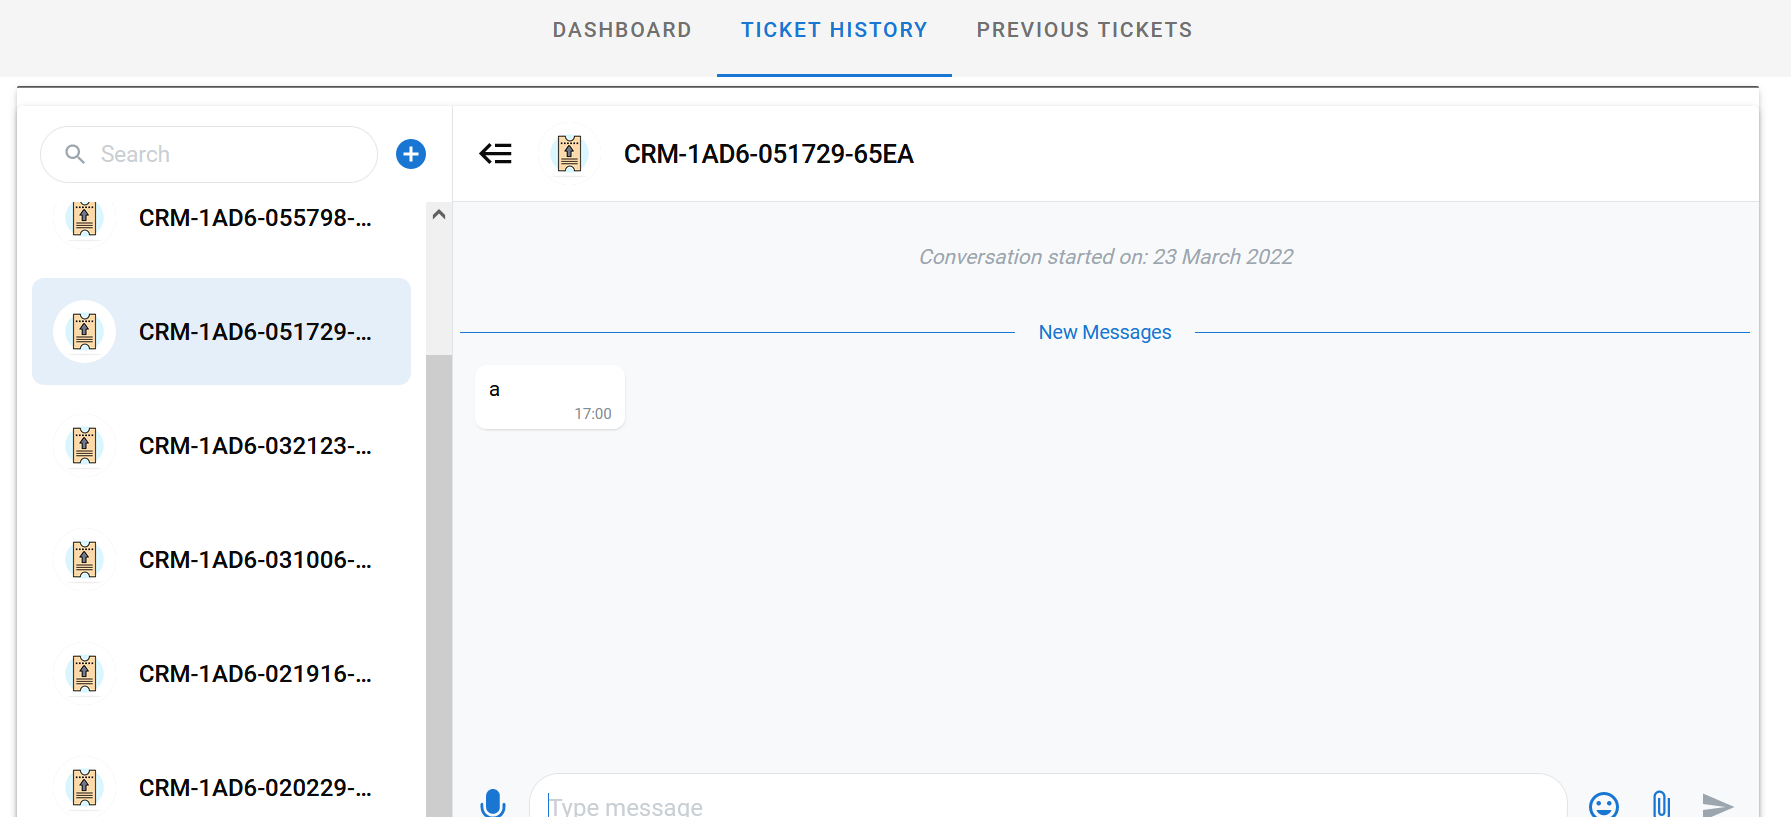 DASHBOARD TICKET HISTORY PREVIOUS TICKETS
Search
CRM-1AD6-055798-...
CRM-1AD6-051729-...
CRM-1AD6-032123-...
CRM-1AD6-031006-...
CRM-1AD6-021916-...
CRM-1AD6-020229-...
CRM-1AD6-051729-65EA
Conversation started on: 23 March 2022
New Messages
a
17:00
Type message